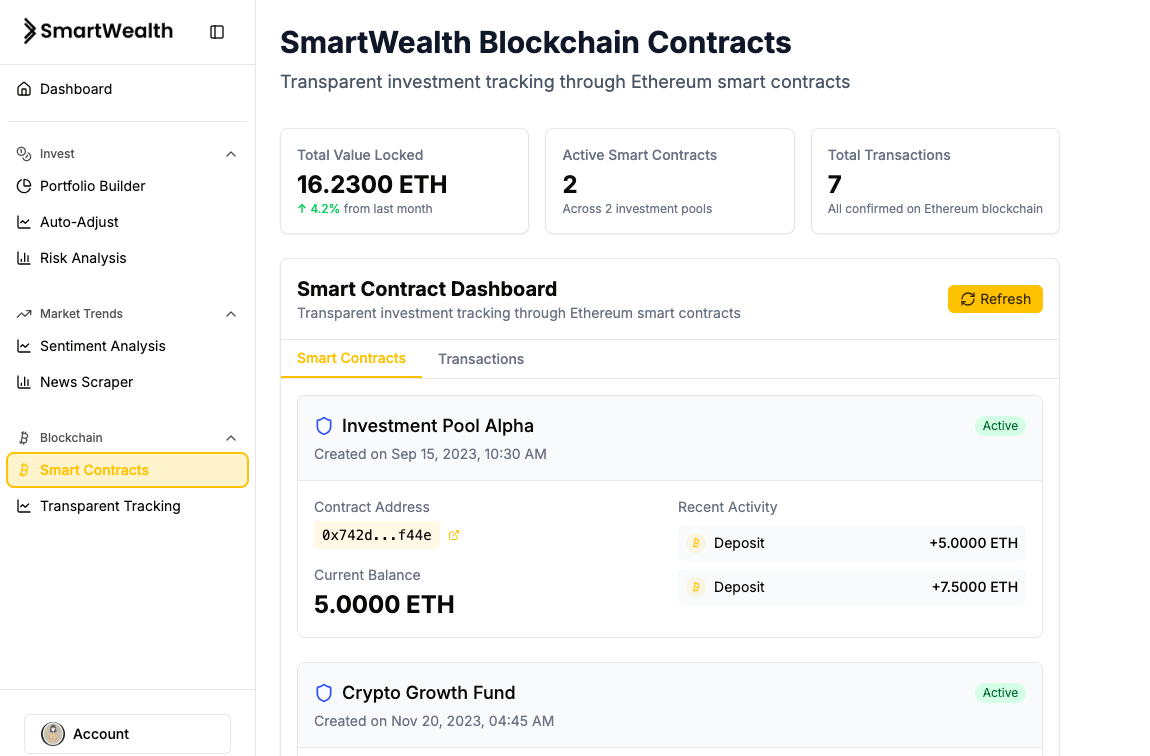 SmartWealth
Dashboard
Invest
Portfolio Builder
Auto-Adjust
Risk Analysis
Market Trends
Sentiment Analysis
News Scraper
Blockchain
Smart Contracts
Transparent Tracking
Account
SmartWealth Blockchain Contracts
Transparent investment tracking through Ethereum smart contracts
Total Value Locked
16.2300 ETH
↑ 4.2% from last month
Active Smart Contracts
2
Across 2 investment pools
Total Transactions
7
All confirmed on Ethereum blockchain
Smart Contract Dashboard
Transparent investment tracking through Ethereum smart contracts
Refresh
Smart Contracts Transactions
Investment Pool Alpha
Active
Created on Sep 15, 2023, 10:30 AM
Contract Address
0x742d...f44e
Current Balance
5.0000 ETH
Recent Activity
Deposit +5.0000 ETH
Deposit +7.5000 ETH
Crypto Growth Fund
Active
Created on Nov 20, 2023, 04:45 AM